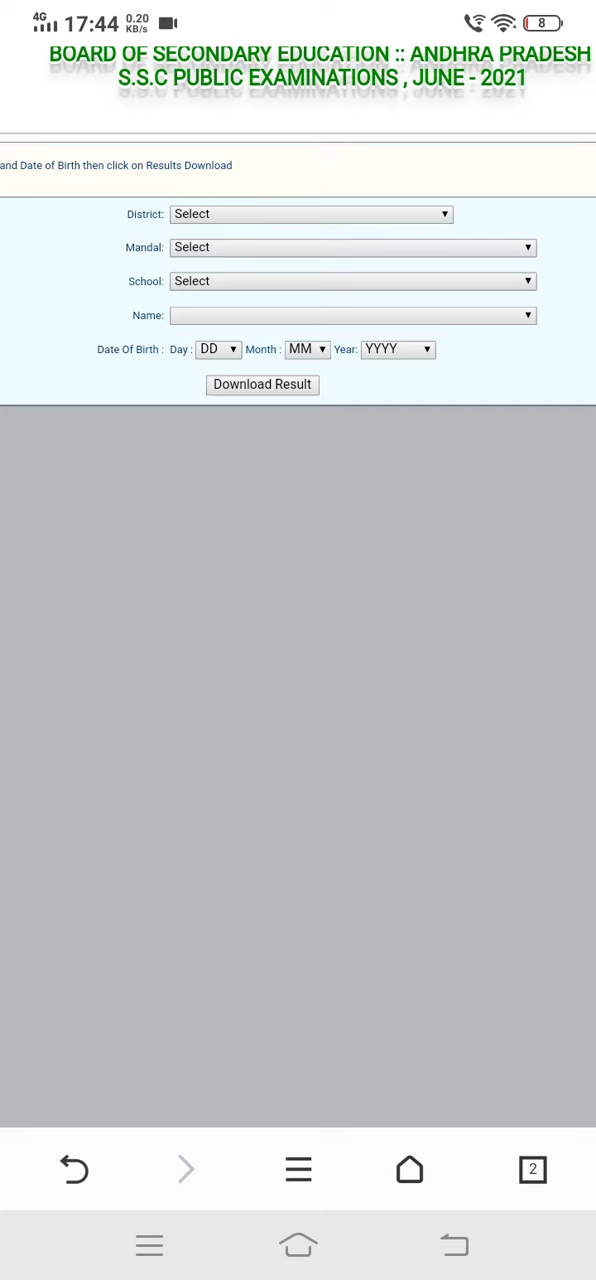 4G 17:44 0.20 KB/s 8
BOARD OF SECONDARY EDUCATION :: ANDHRA PRADESH
S.S.C PUBLIC EXAMINATIONS , JUNE - 2021
and Date of Birth then click on Results Download
District: Select
Mandal: Select
School: Select
Name:
Date Of Birth : Day : DD Month : MM Year: YYYY
Download Result
2